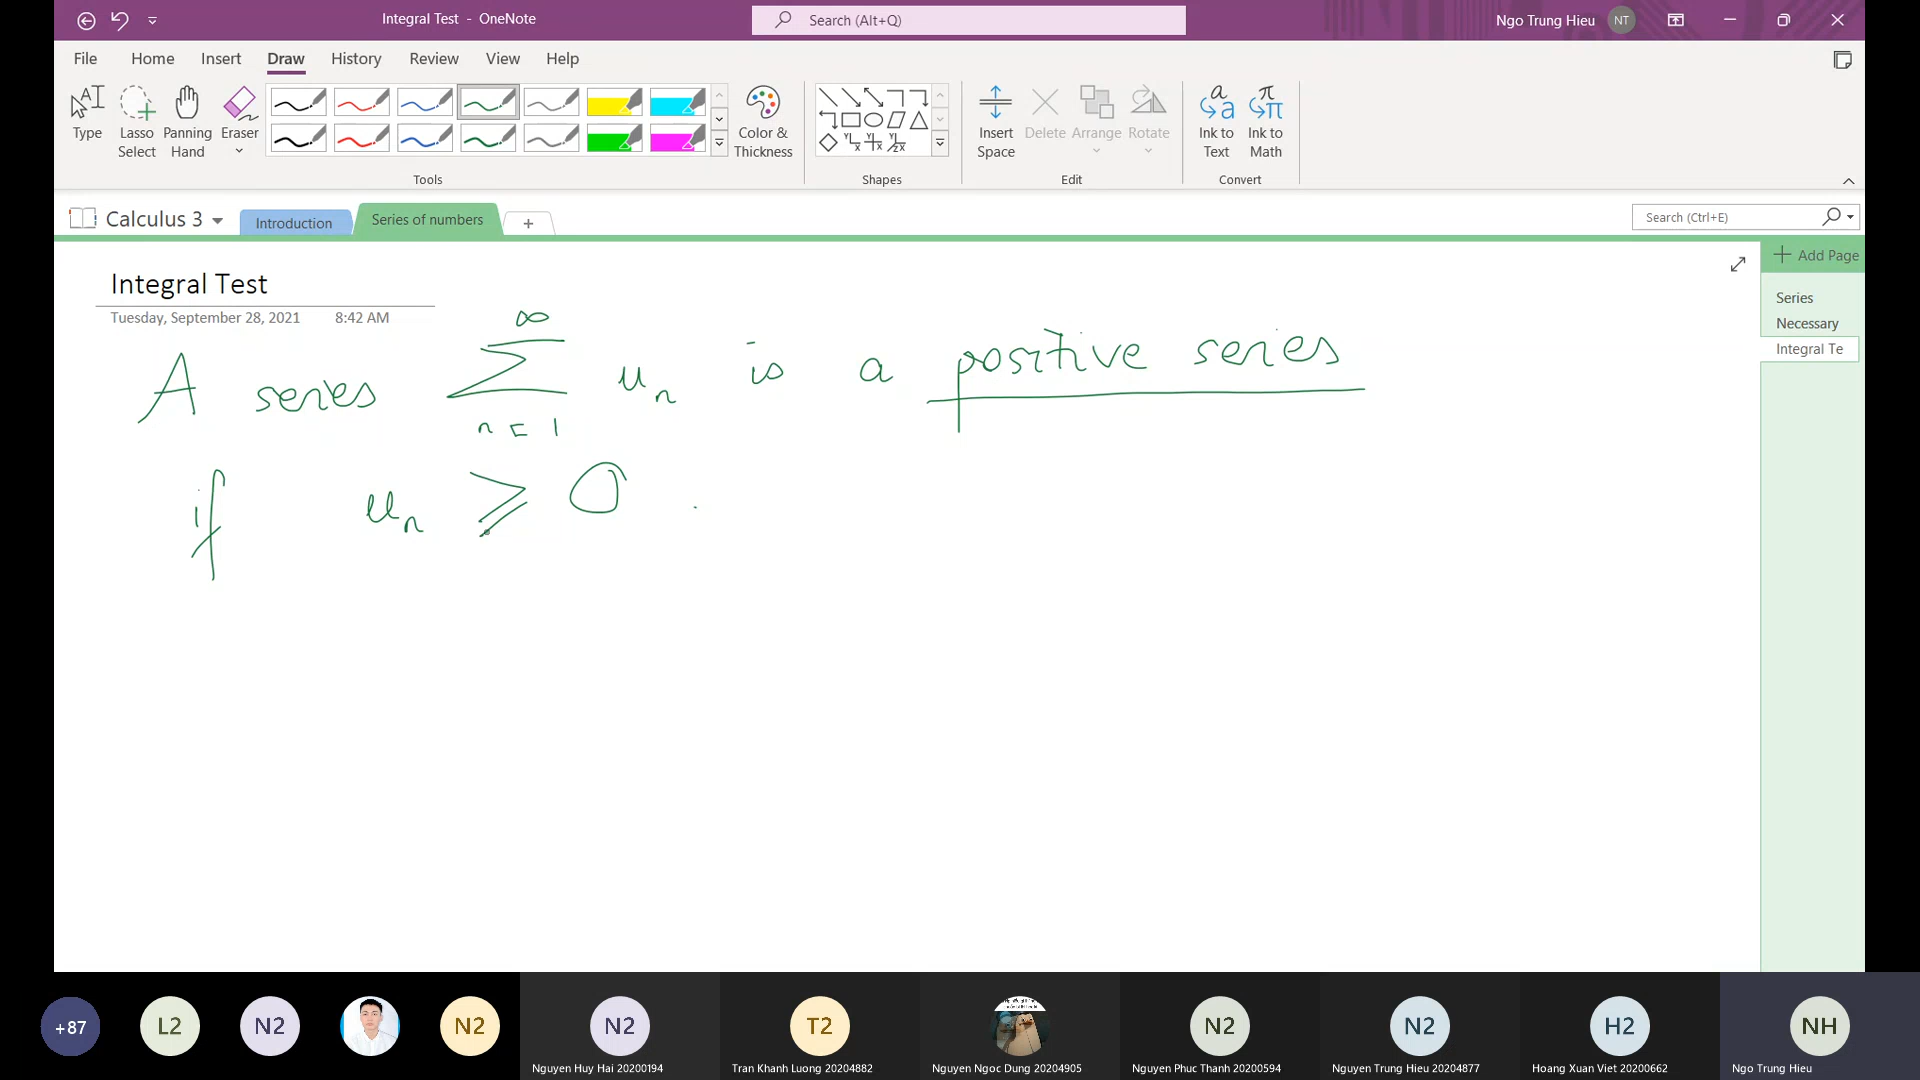 Integral Test - OneNote
Search (Alt+Q)
Ngo Trung Hieu NT
File Home Insert Draw History Review View Help
Type
Lasso Select
Panning Hand
Eraser
Color & Thickness
Insert Space
Delete
Arrange
Rotate
a a
Ink to Text
π π
Ink to Math
Tools
Shapes
Edit
Convert
Calculus 3
Introduction
Series of numbers
+
Search (Ctrl+E)
Add Page
Series
Necessary
Integral Te
Integral Test
Tuesday, September 28, 2021 8:42 AM
A series ∑_{n=1}^{∞} u_n is a positive series
if u_n ⩾ 0 .
+87 L2 N2 N2 N2 T2 N2 N2 H2 NH
Nguyen Huy Hai 20200194
Tran Khanh Luong 20204882
Nguyen Ngoc Dung 20204905
Nguyen Phuc Thanh 20200594
Nguyen Trung Hieu 20204877
Hoang Xuan Viet 20200662
Ngo Trung Hieu